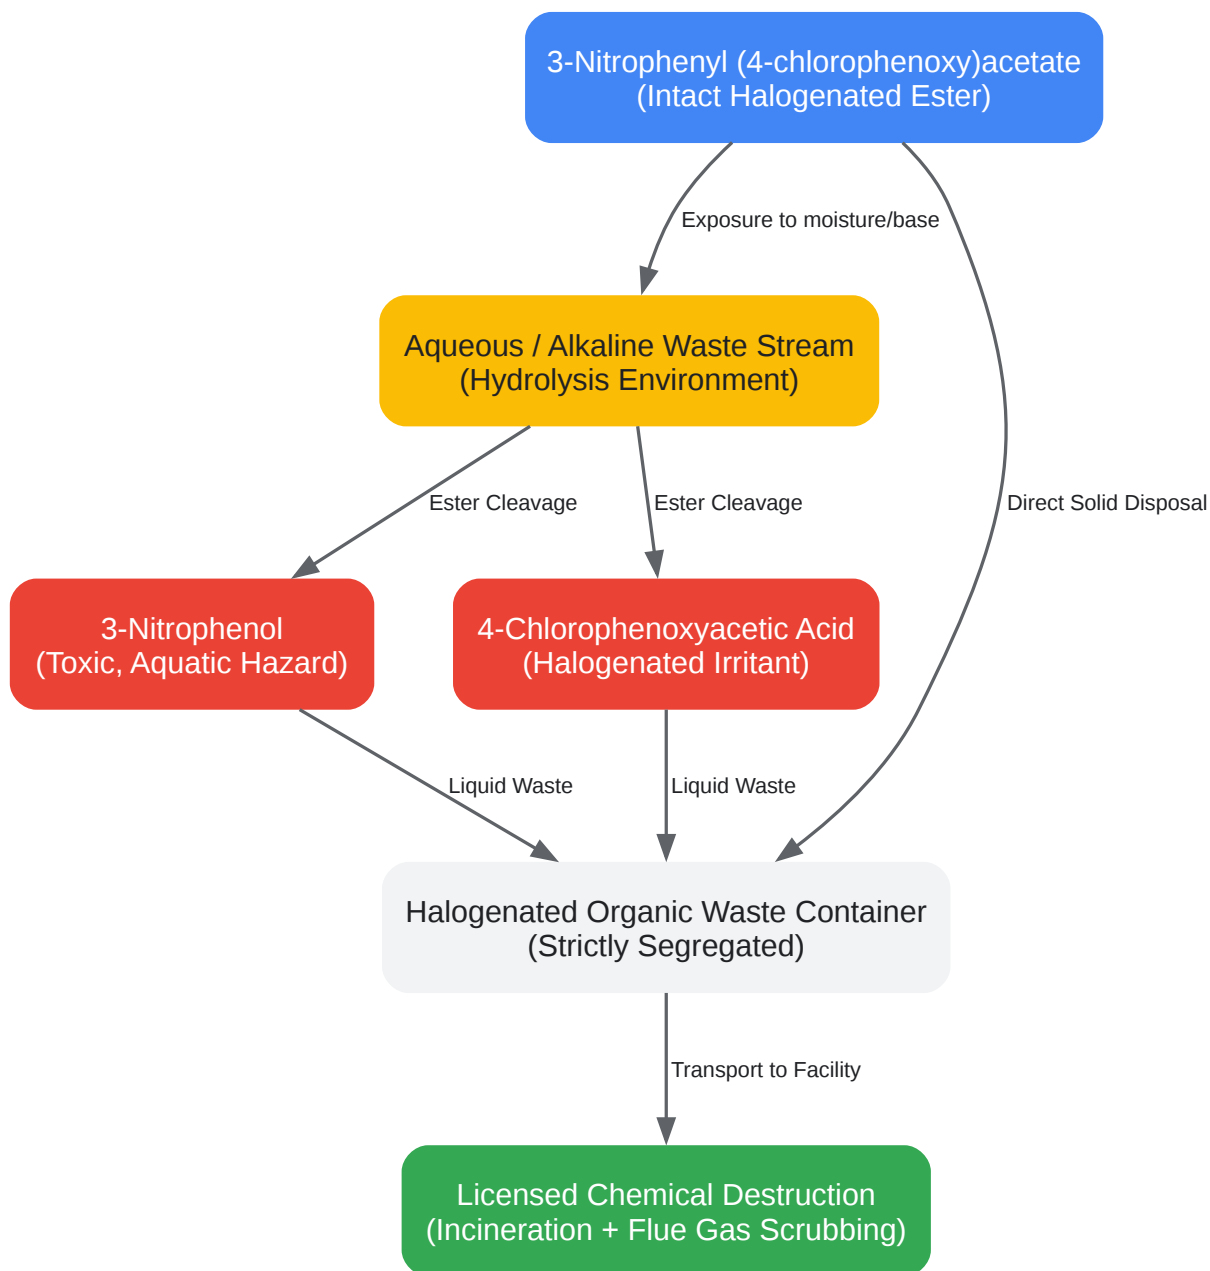 3-Nitrophenyl (4-chlorophenoxy)acetate
(Intact Halogenated Ester)
Exposure to moisture/base
Aqueous / Alkaline Waste Stream
(Hydrolysis Environment)
Ester Cleavage
Ester Cleavage
Direct Solid Disposal
3-Nitrophenol
(Toxic, Aquatic Hazard)
4-Chlorophenoxyacetic Acid
(Halogenated Irritant)
Liquid Waste
Liquid Waste
Halogenated Organic Waste Container
(Strictly Segregated)
Transport to Facility
Licensed Chemical Destruction
(Incineration + Flue Gas Scrubbing)